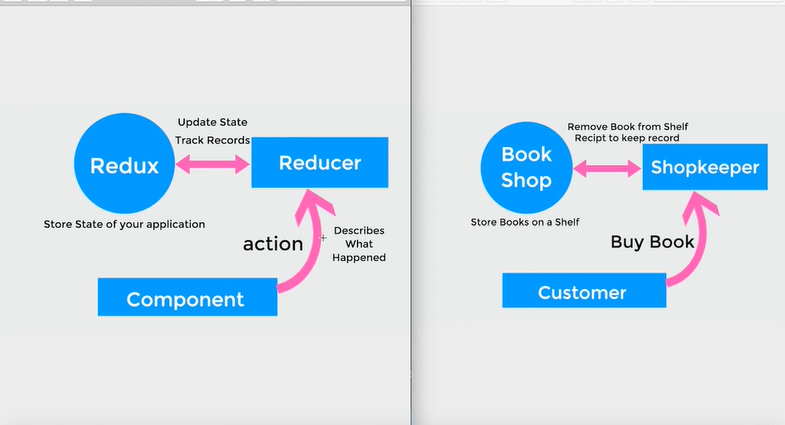 Update State
Track Records
Redux
Reducer
Store State of your application
action
Describes
What
Happened
Component
Remove Book from Shelf
Recipt to keep record
Book
Shop
Shopkeeper
Store Books on a Shelf
Buy Book
Customer